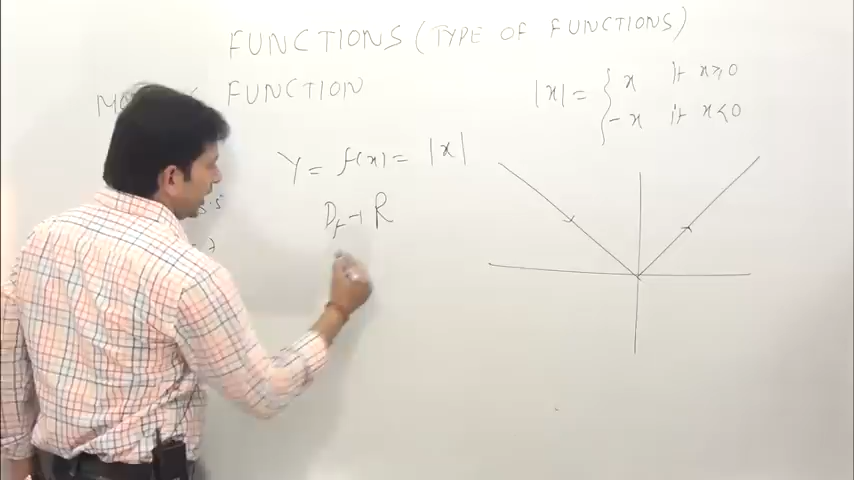 FUNCTIONS (TYPE OF FUNCTIONS)
FUNCTION
|x| = { x if x≥0
-x if x<0
Y = f(x) = |x|
Df → R